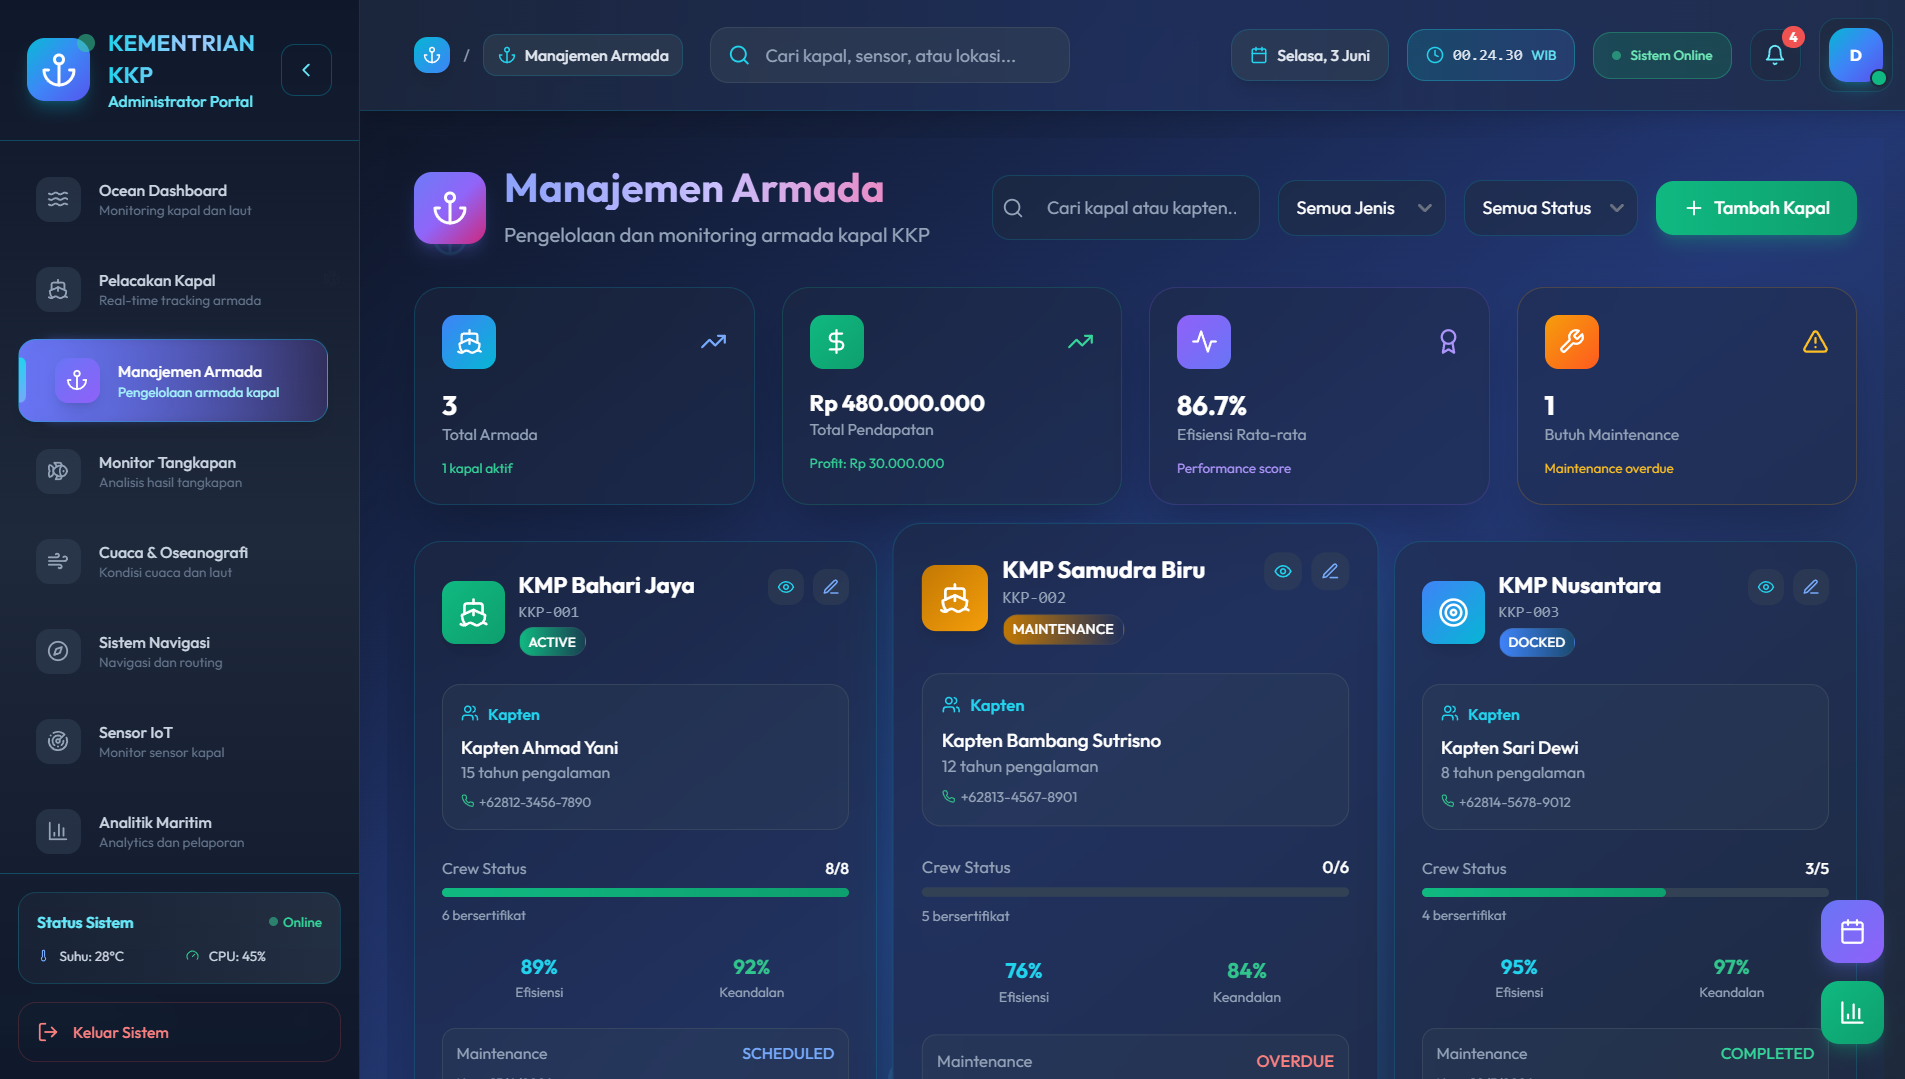 KEMENTRIAN
KKP
Administrator Portal
Ocean Dashboard
Monitoring kapal dan laut
Pelacakan Kapal
Real-time tracking armada
Manajemen Armada
Pengelolaan armada kapal
Monitor Tangkapan
Analisis hasil tangkapan
Cuaca & Oseanografi
Kondisi cuaca dan laut
Sistem Navigasi
Navigasi dan routing
Sensor IoT
Monitor sensor kapal
Analitik Maritim
Analytics dan pelaporan
Status Sistem
Online
Suhu: 28°C
CPU: 45%
Keluar Sistem
/
Manajemen Armada
Cari kapal, sensor, atau lokasi...
Selasa, 3 Juni
00.24.30 WIB
Sistem Online
4
D
Manajemen Armada
Pengelolaan dan monitoring armada kapal KKP
Cari kapal atau kapten..
Semua Jenis
Semua Status
Tambah Kapal
3
Total Armada
1 kapal aktif
Rp 480.000.000
Total Pendapatan
Profit: Rp 30.000.000
86.7%
Efisiensi Rata-rata
Performance score
1
Butuh Maintenance
Maintenance overdue
KMP Bahari Jaya
KKP-001
ACTIVE
Kapten
Kapten Ahmad Yani
15 tahun pengalaman
+62812-3456-7890
Crew Status
8/8
6 bersertifikat
89%
Efisiensi
92%
Keandalan
Maintenance
SCHEDULED
KMP Samudra Biru
KKP-002
MAINTENANCE
Kapten
Kapten Bambang Sutrisno
12 tahun pengalaman
+62813-4567-8901
Crew Status
0/6
5 bersertifikat
76%
Efisiensi
84%
Keandalan
Maintenance
OVERDUE
KMP Nusantara
KKP-003
DOCKED
Kapten
Kapten Sari Dewi
8 tahun pengalaman
+62814-5678-9012
Crew Status
3/5
4 bersertifikat
95%
Efisiensi
97%
Keandalan
Maintenance
COMPLETED